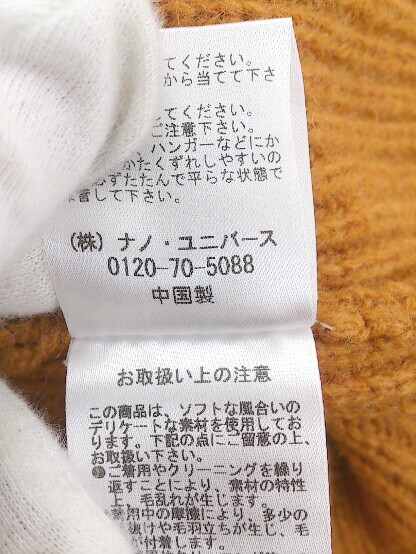 てください。
から当てて下さ
てください。
ご注意下さい。
ハンガーなどにか
かたくずれしやすいの
ずたたんで平らな状態で
管して下さい。
(株) ナノ・ユニバース
0120-70-5088
中国製
お取扱い上の注意
この商品は、ソフトな風合いの
デリケートな素材を使用してお
ります。下記の点にご留意の上、
お取扱い下さい。
ご着用やクリーニングを繰り
返すことにより、素材の特性
上、毛乱れが生じます。
着用中の摩擦により、多少の
抜けや毛羽立ちが生じ、毛
が付着します。